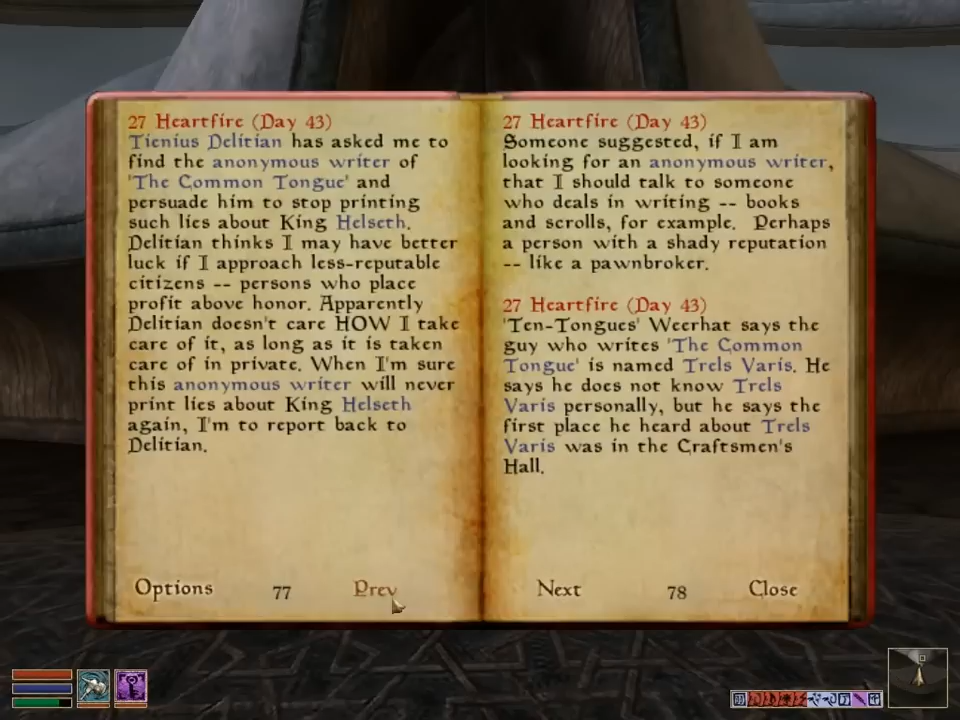 27 Heartfire (Day 43)
Tienius Delitian has asked me to
find the anonymous writer of
'The Common Tongue' and
persuade him to stop printing
such lies about King Helseth.
Delitian thinks I may have better
luck if I approach less-reputable
citizens -- persons who place
profit above honor. Apparently
Delitian doesn't care HOW I take
care of it, as long as it is taken
care of in private. When I'm sure
this anonymous writer will never
print lies about King Helseth
again, I'm to report back to
Delitian.
Options 77 Prev
27 Heartfire (Day 43)
Someone suggested, if I am
looking for an anonymous writer,
that I should talk to someone
who deals in writing -- books
and scrolls, for example. Perhaps
a person with a shady reputation
-- like a pawnbroker.
27 Heartfire (Day 43)
'Ten-Tongues' Weerhat says the
guy who writes 'The Common
Tongue' is named Trels Varis. He
says he does not know Trels
Varis personally, but he says the
first place he heard about Trels
Varis was in the Craftsmen's
Hall.
Next 78 Close